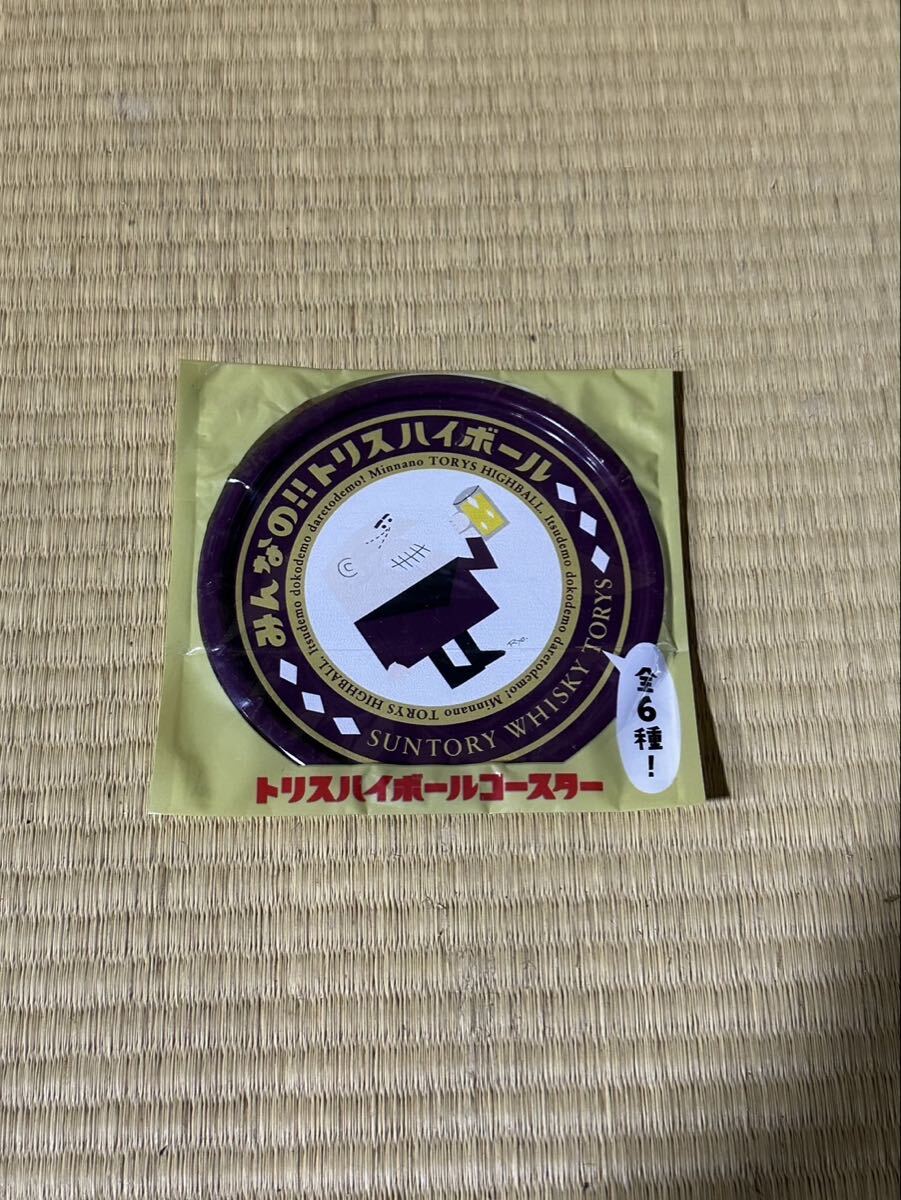 みんなの!!トリスハイボール
Itsudemo dokodemo daretodemo! Minnano TORYS HIGHBALL.
Itsudemo dokodemo daretodemo! Minnano TORYS HIGHBALL.
SUNTORY WHISKY TORYS
全6種!
トリスハイボールコースター